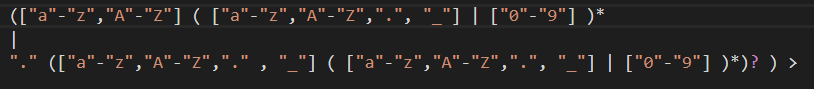 (["a"-"z","A"-"Z"] ( ["a"-"z","A"-"Z",".", "_"] | ["0"-"9"] )*
|
"." (["a"-"z","A"-"Z","." , "_"] ( ["a"-"z","A"-"Z",".", "_"] | ["0"-"9"] )*)? ) >